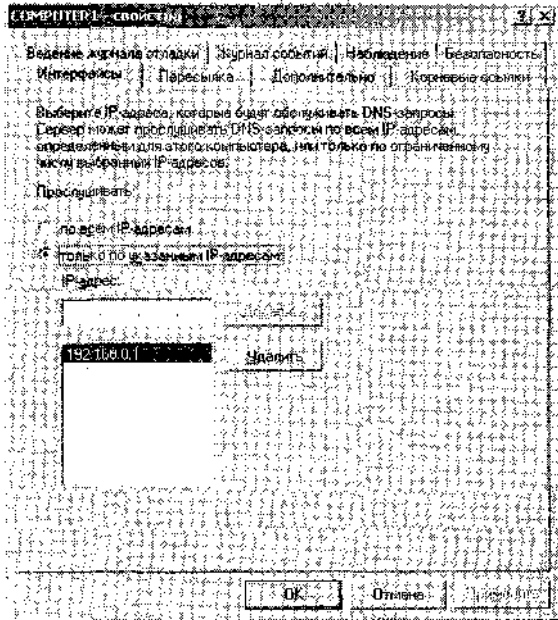 COMPUTER1 - свойства
Ведение журнала отладки Журнал событий Наблюдение Безопасность
Интерфейсы Пересылка Дополнительно Корневые ссылки
Выберите IP-адреса, которые будут обслуживать DNS-запросы.
Сервер может прослушивать DNS-запросы по всем IP-адресам,
определенным для этого компьютера, или только по ограниченному
числу выбранных IP-адресов.
Прослушивать:
по всем IP-адресам
только по указанным IP-адресам:
IP-адрес:
192.168.0.1 Удалить
OK Отмена